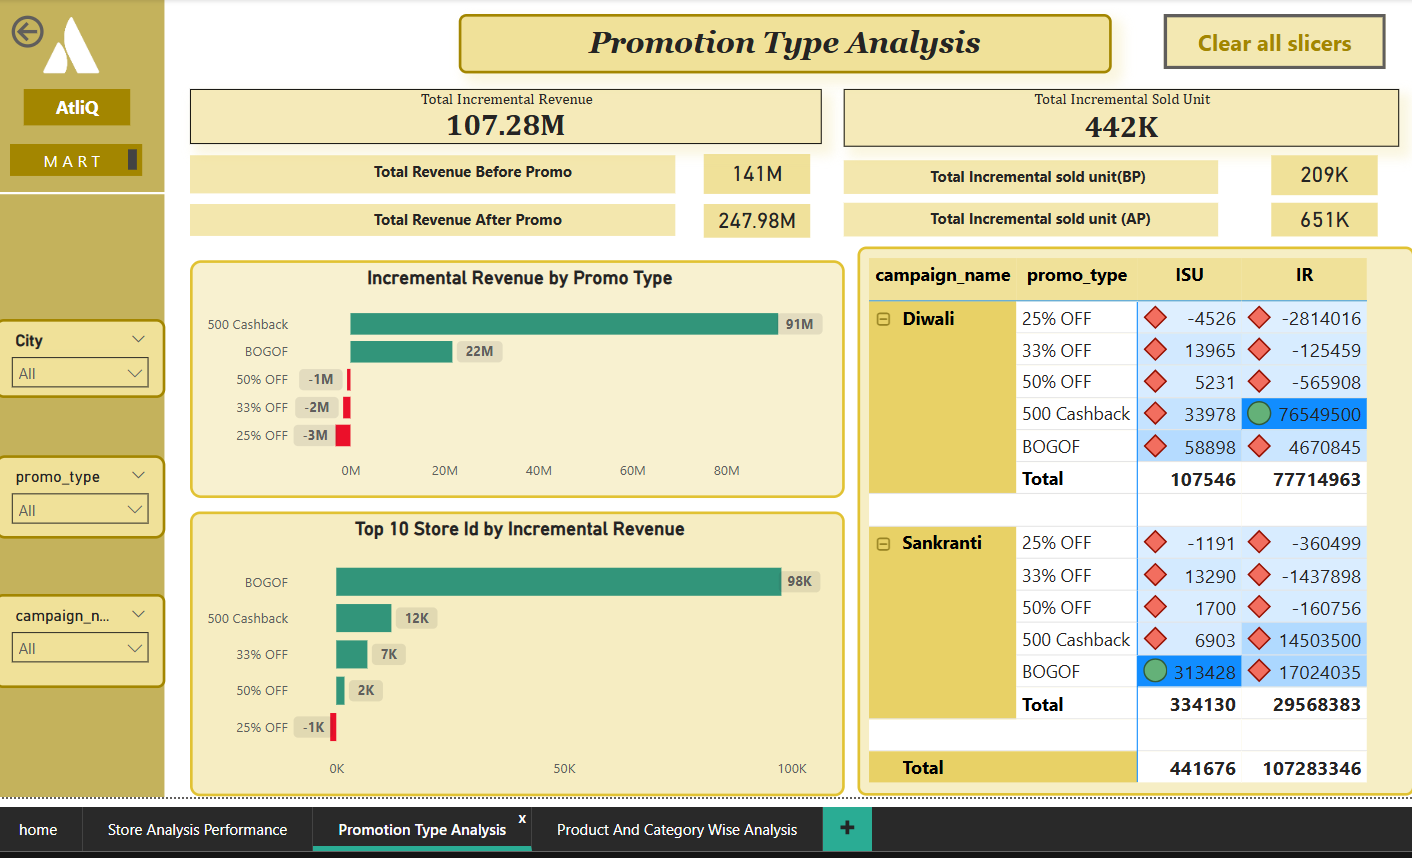 Promotion Type Analysis
Clear all slicers
AtliQ
MART
Total Incremental Revenue
107.28M
Total Incremental Sold Unit
442K
Total Revenue Before Promo
141M
Total Incremental sold unit(BP)
209K
Total Revenue After Promo
247.98M
Total Incremental sold unit (AP)
651K
City
All
promo_type
All
campaign_n...
All
Incremental Revenue by Promo Type
500 Cashback
91M
BOGOF
22M
50% OFF
-1M
33% OFF
-2M
25% OFF
-3M
0M 20M 40M 60M 80M
Top 10 Store Id by Incremental Revenue
BOGOF
98K
500 Cashback
12K
33% OFF
7K
50% OFF
2K
25% OFF
-1K
0K 50K 100K
campaign_name promo_type ISU IR
Diwali 25% OFF -4526 -2814016
33% OFF 13965 -125459
50% OFF 5231 -565908
500 Cashback 33978 76549500
BOGOF 58898 4670845
Total 107546 77714963
Sankranti 25% OFF -1191 -360499
33% OFF 13290 -1437898
50% OFF 1700 -160756
500 Cashback 6903 14503500
BOGOF 313428 17024035
Total 334130 29568383
Total 441676 107283346
home Store Analysis Performance Promotion Type Analysis x Product And Category Wise Analysis +